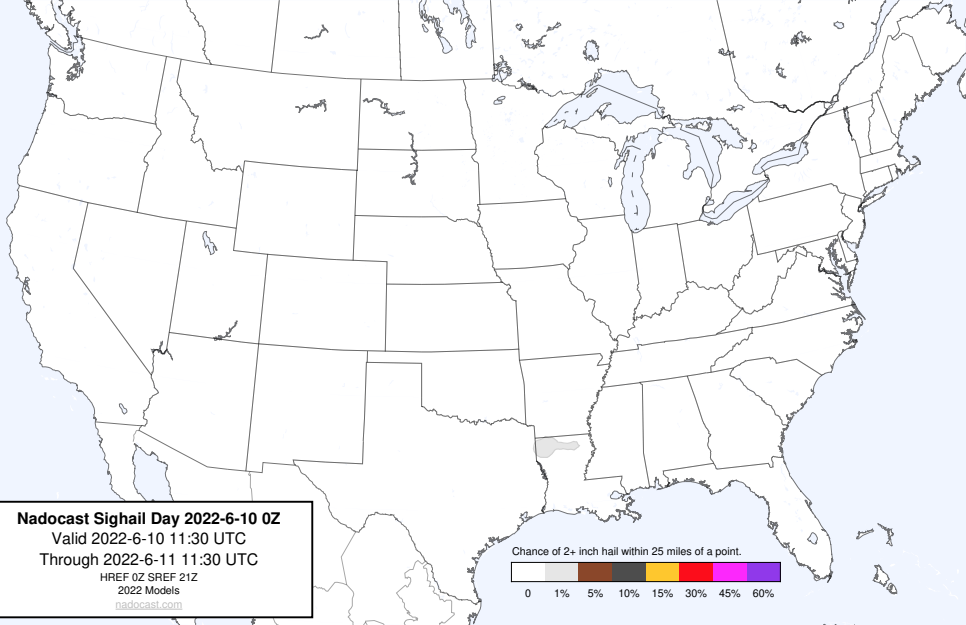 Nadocast Sighail Day 2022-6-10 0Z
Valid 2022-6-10 11:30 UTC
Through 2022-6-11 11:30 UTC
HREF 0Z SREF 21Z
2022 Models
nadocast.com
Chance of 2+ inch hail within 25 miles of a point.
0 1% 5% 10% 15% 30% 45% 60%